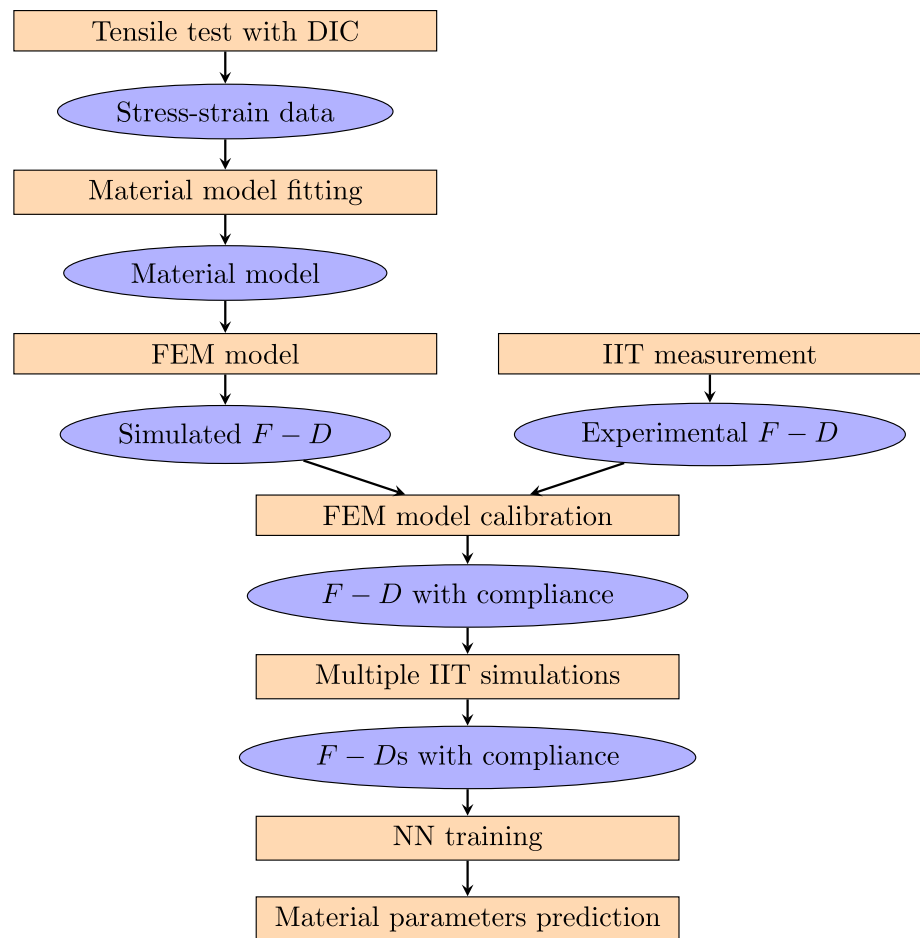 Tensile test with DIC
Stress-strain data
Material model fitting
Material model
FEM model
IIT measurement
Simulated F − D
Experimental F − D
FEM model calibration
F − D with compliance
Multiple IIT simulations
F − Ds with compliance
NN training
Material parameters prediction